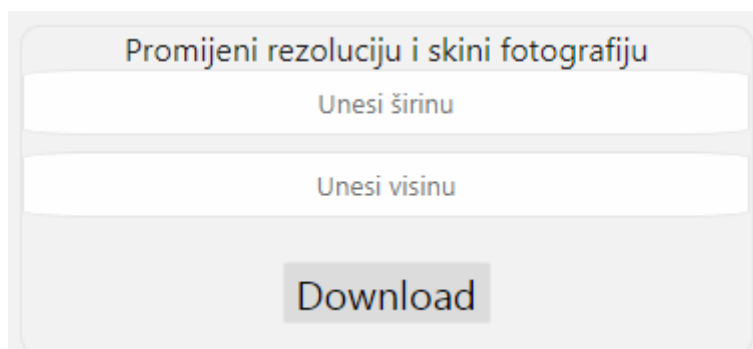 Promijeni rezoluciju i skini fotografiju
Unesi širinu
Unesi visinu
Download